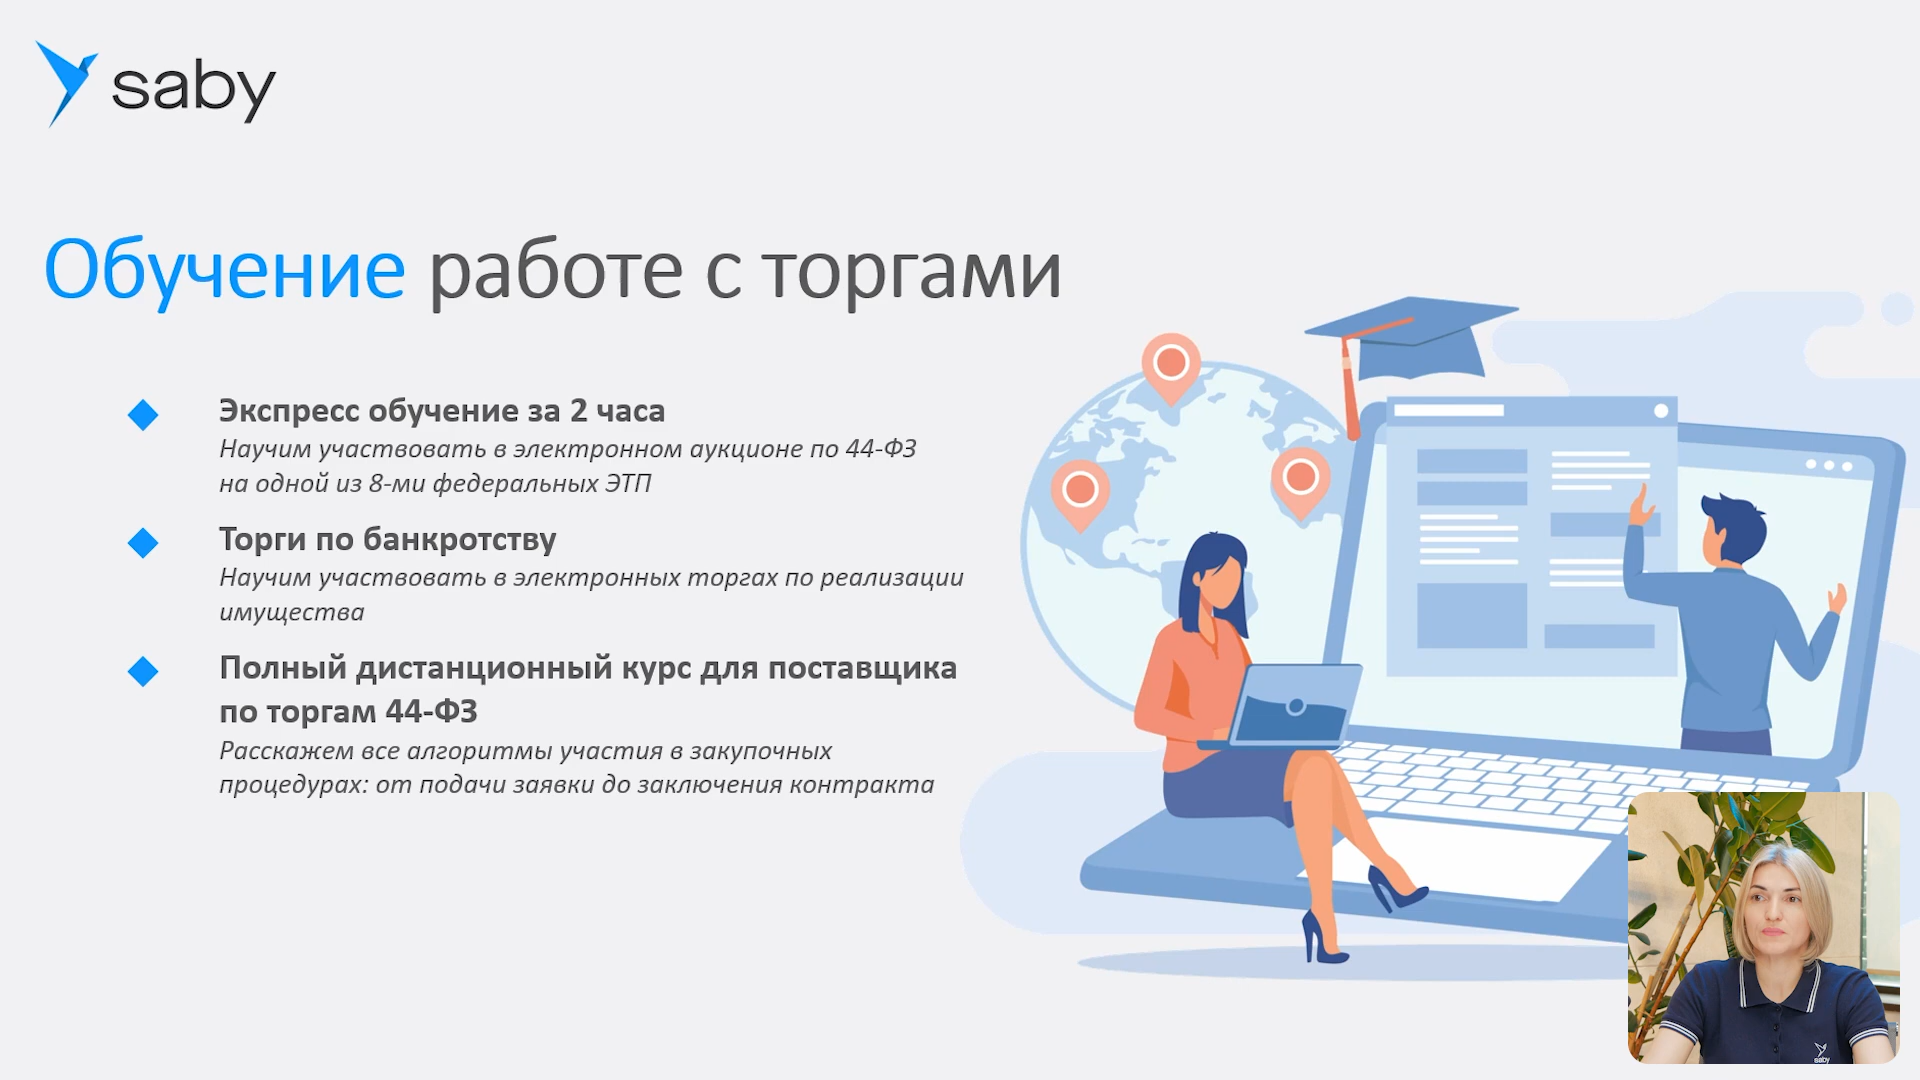 saby
Обучение работе с торгами
Экспресс обучение за 2 часа
Научим участвовать в электронном аукционе по 44-ФЗ
на одной из 8-ми федеральных ЭТП
Торги по банкротству
Научим участвовать в электронных торгах по реализации
имущества
Полный дистанционный курс для поставщика
по торгам 44-ФЗ
Расскажем все алгоритмы участия в закупочных
процедурах: от подачи заявки до заключения контракта
saby